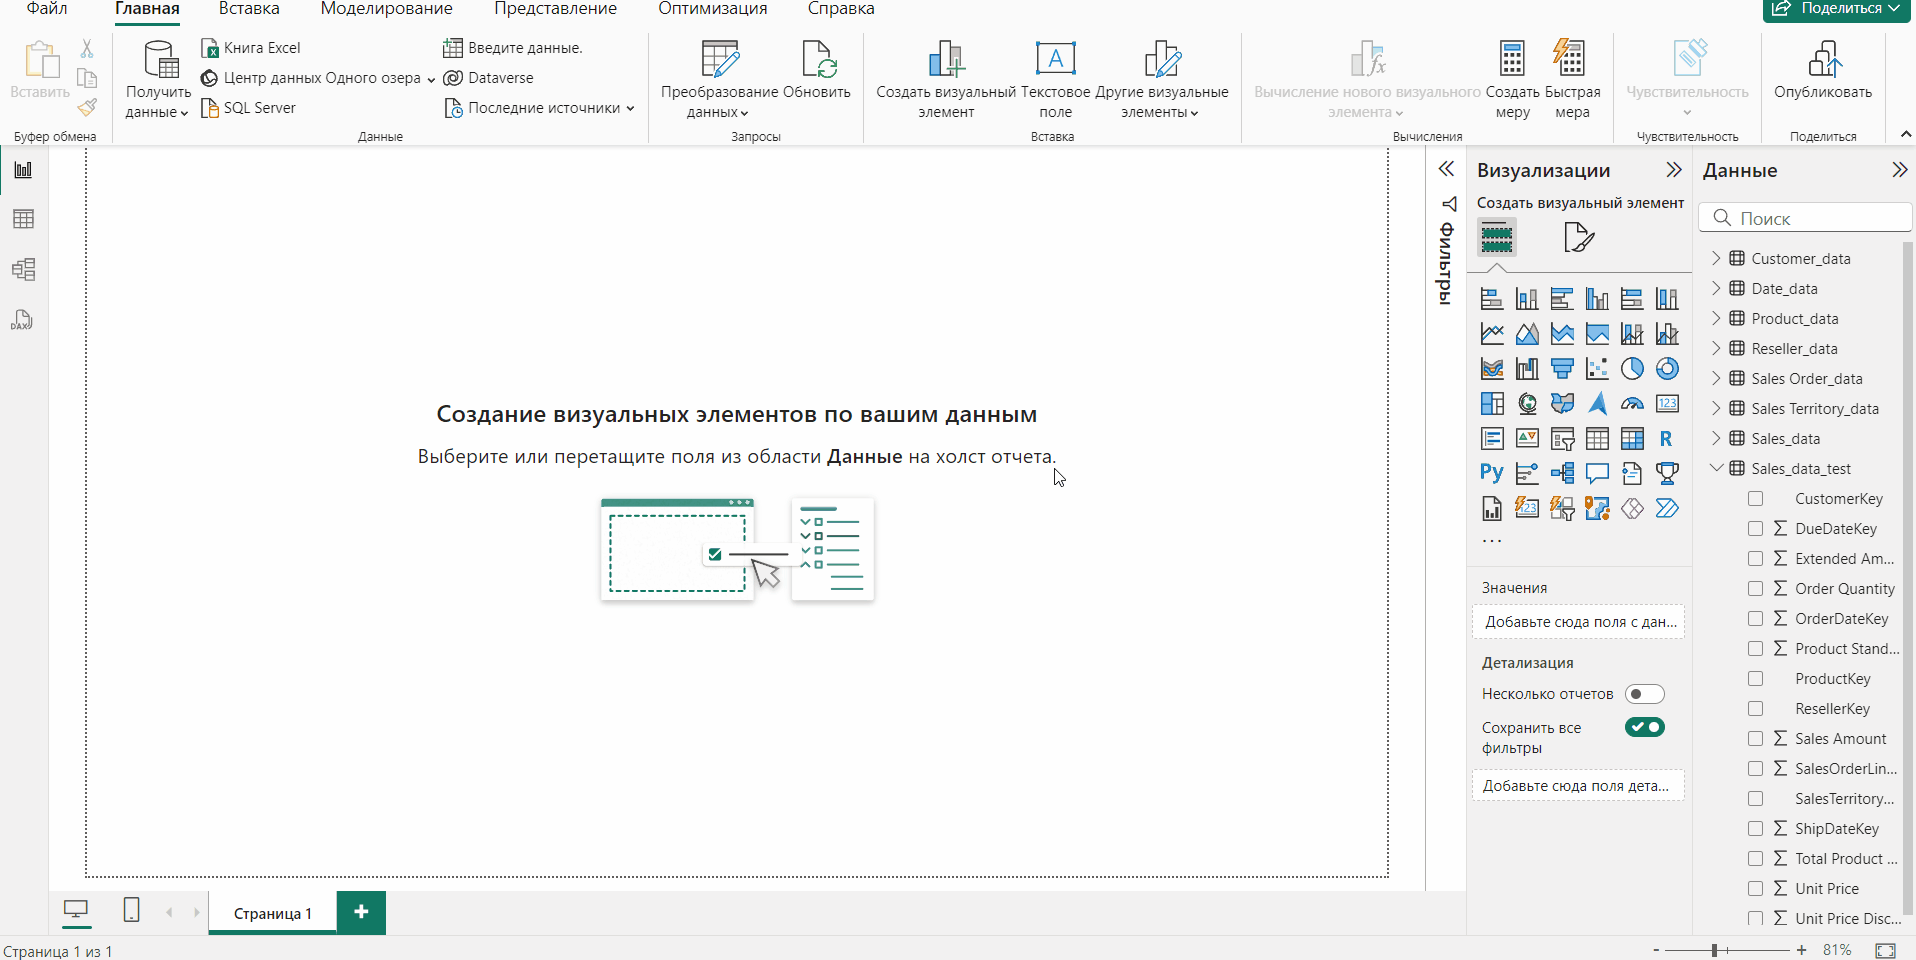 Файл
Главная
Вставка
Моделирование
Представление
Оптимизация
Справка
Поделиться
Вставить
Буфер обмена
Получить
данные
Книга Excel
Центр данных Одного озера
SQL Server
Введите данные.
Dataverse
Последние источники
Данные
Преобразование
данных
Обновить
Запросы
Создать визуальный
элемент
Текстовое
поле
A
Другие визуальные
элементы
Вставка
Вычисление нового визуального
элемента
Создать
меру
Быстрая
мера
Вычисления
Чувствительность
Чувствительность
Опубликовать
Поделиться
DAX
Создание визуальных элементов по вашим данным
Выберите или перетащите поля из области Данные на холст отчета.
Фильтры
Визуализации
Создать визуальный элемент
123
R
Py
123
...
Значения
Добавьте сюда поля с дан...
Детализация
Несколько отчетов
Сохранить все
фильтры
Добавьте сюда поля дета...
Данные
Поиск
Customer_data
Date_data
Product_data
Reseller_data
Sales Order_data
Sales Territory_data
Sales_data
Sales_data_test
CustomerKey
∑ DueDateKey
∑ Extended Am...
∑ Order Quantity
∑ OrderDateKey
∑ Product Stand...
ProductKey
ResellerKey
∑ Sales Amount
∑ SalesOrderLin...
SalesTerritory...
∑ ShipDateKey
∑ Total Product ...
∑ Unit Price
∑ Unit Price Disc...
Страница 1
+
Страница 1 из 1
- + 81%